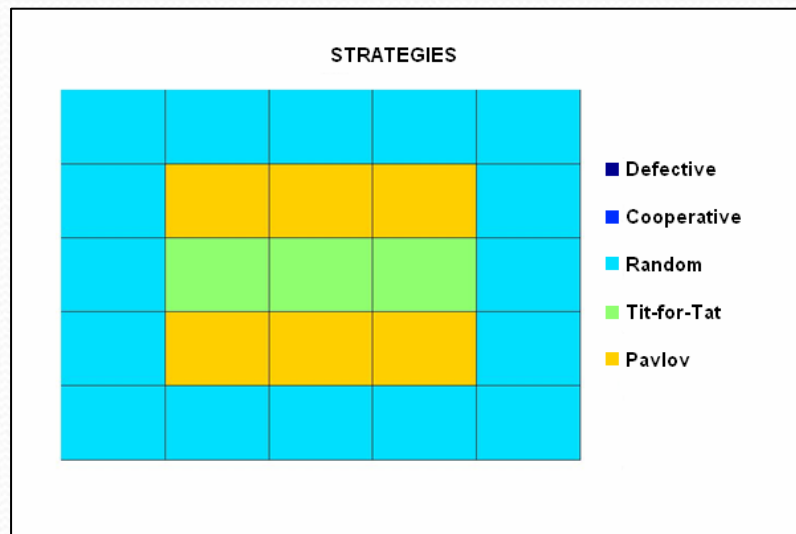 STRATEGIES
Defective
Cooperative
Random
Tit-for-Tat
Pavlov